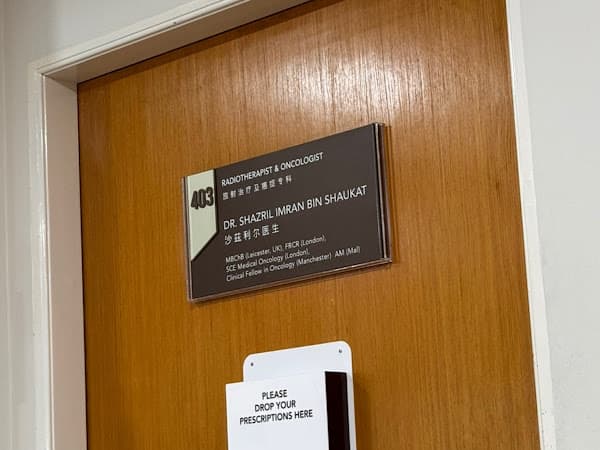 403
RADIOTHERAPIST & ONCOLOGIST
放射治疗及癌症专科
DR. SHAZRIL IMRAN BIN SHAUKAT
沙兹利尔医生
MBChB (Leicester, UK), FRCR (London),
SCE Medical Oncology (London),
Clinical Fellow in Oncology (Manchester) AM (Mal)
PLEASE
DROP YOUR
PRESCRIPTIONS HERE